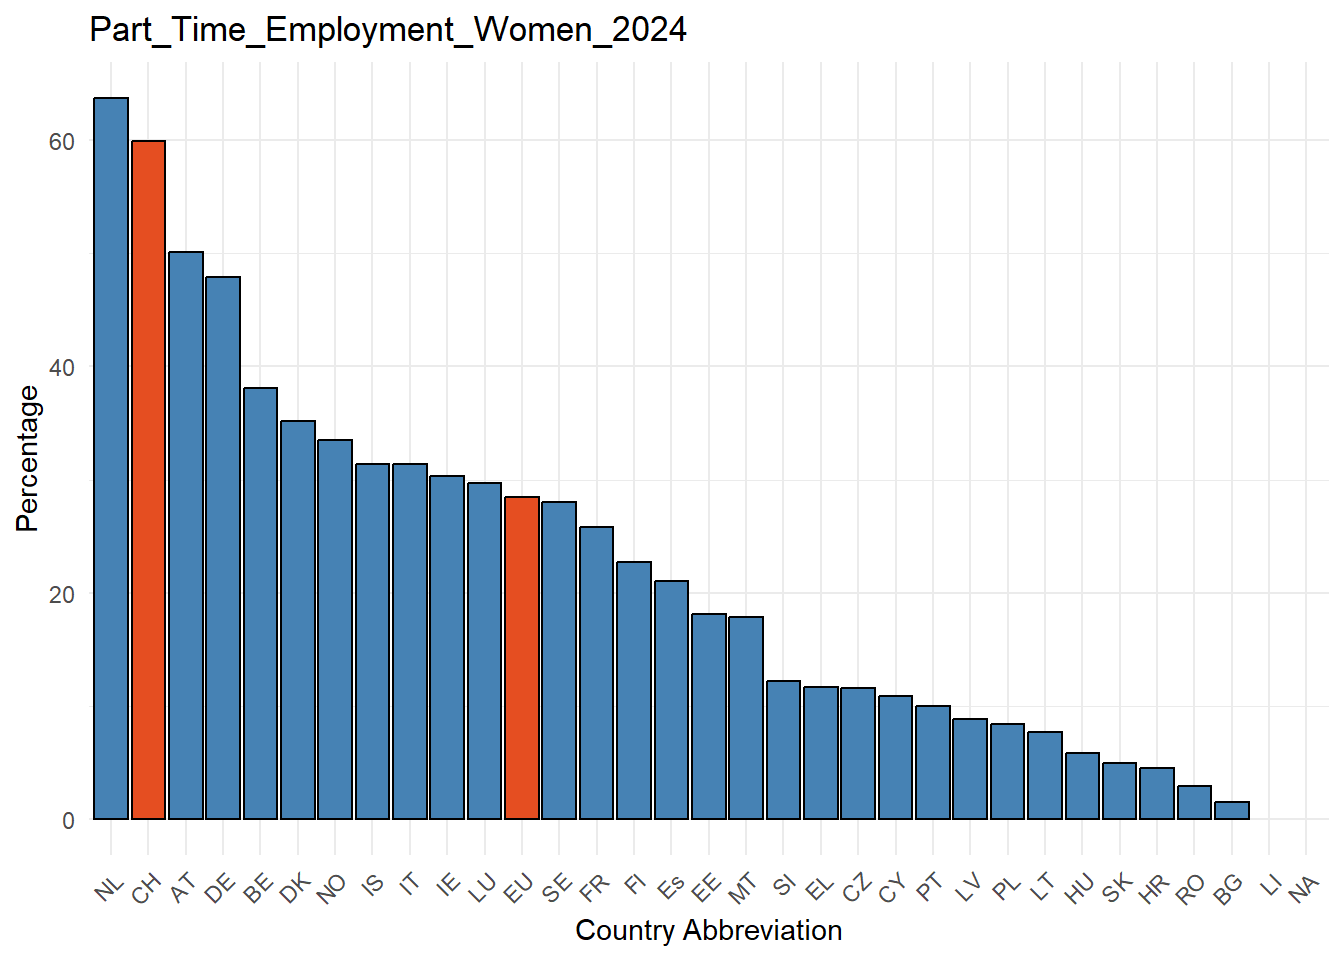 Part_Time_Employment_Women_2024
Percentage
60
40
20
0
NL CH AT DE BE DK NO IS IT IE LU EU SE FR FI Es EE MT SI EL CZ CY PT LV PL LT HU SK HR RO BG LI NA
Country Abbreviation